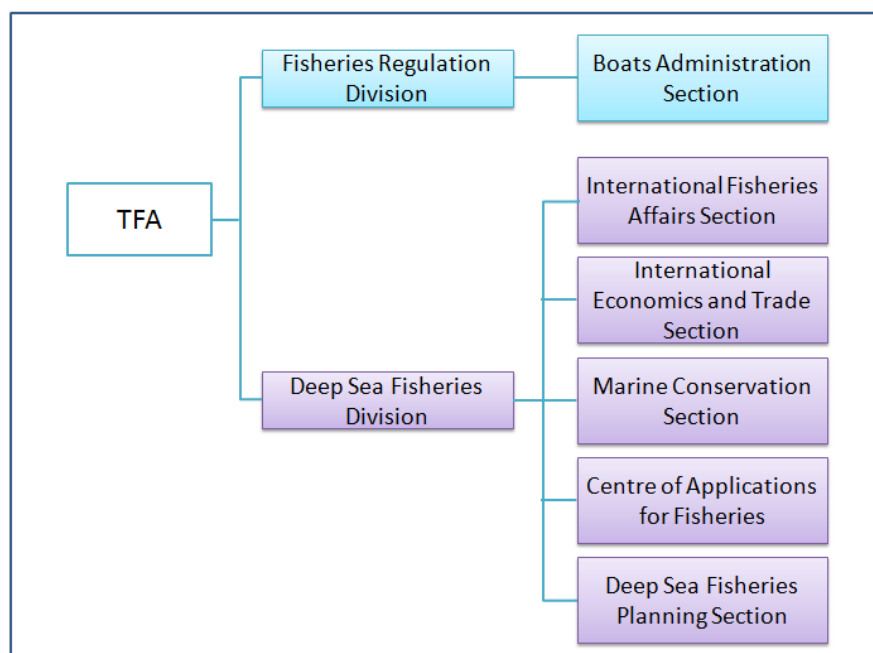 TFA
Fisheries Regulation
Division
Boats Administration
Section
Deep Sea Fisheries
Division
International Fisheries
Affairs Section
International
Economics and Trade
Section
Marine Conservation
Section
Centre of Applications
for Fisheries
Deep Sea Fisheries
Planning Section